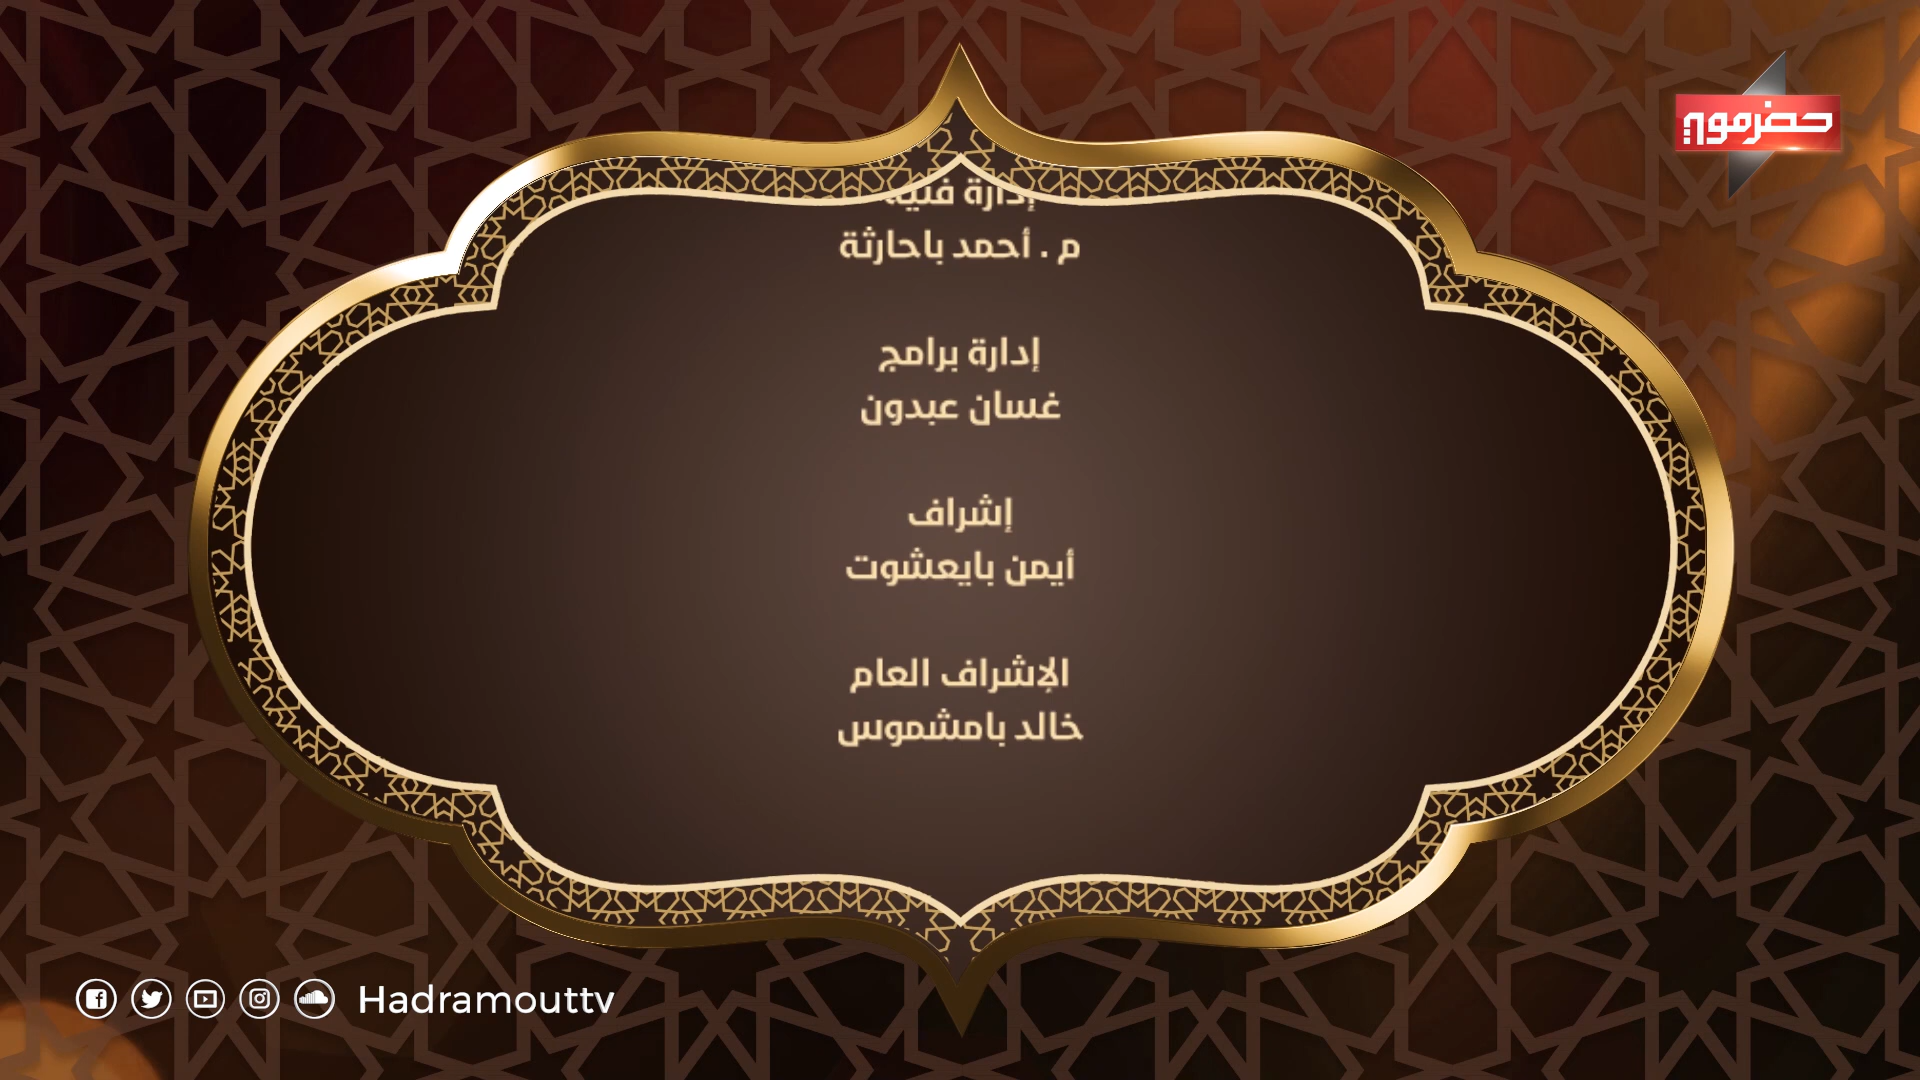 حضرموت
إدارة فنية
م . أحمد باحارثة
إدارة برامج
غسان عبدون
إشراف
أيمن بايعشوت
الإشراف العام
خالد بامشموس
Hadramouttv